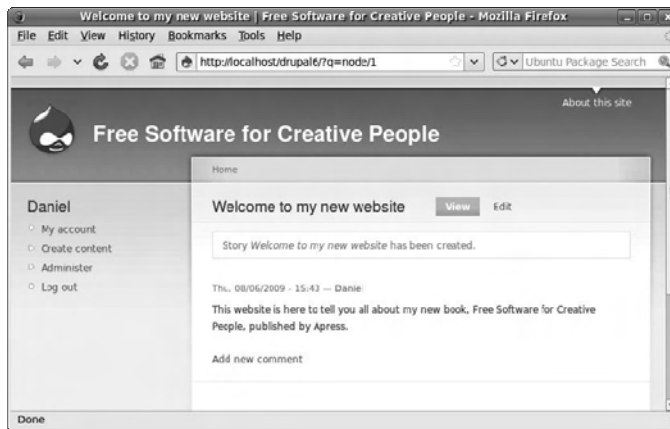 Welcome to my new website | Free Software for Creative People - Mozilla Firefox
File Edit View History Bookmarks Tools Help
http://localhost/drupal6/?q=node/1 Ubuntu Package Search
About this site
Free Software for Creative People
Home
Daniel
My account
Create content
Administer
Log out
Welcome to my new website View Edit
Story Welcome to my new website has been created.
Thu, 08/06/2009 - 15:43 — Daniel
This website is here to tell you all about my new book, Free Software for Creative
People, published by Apress.
Add new comment
Done